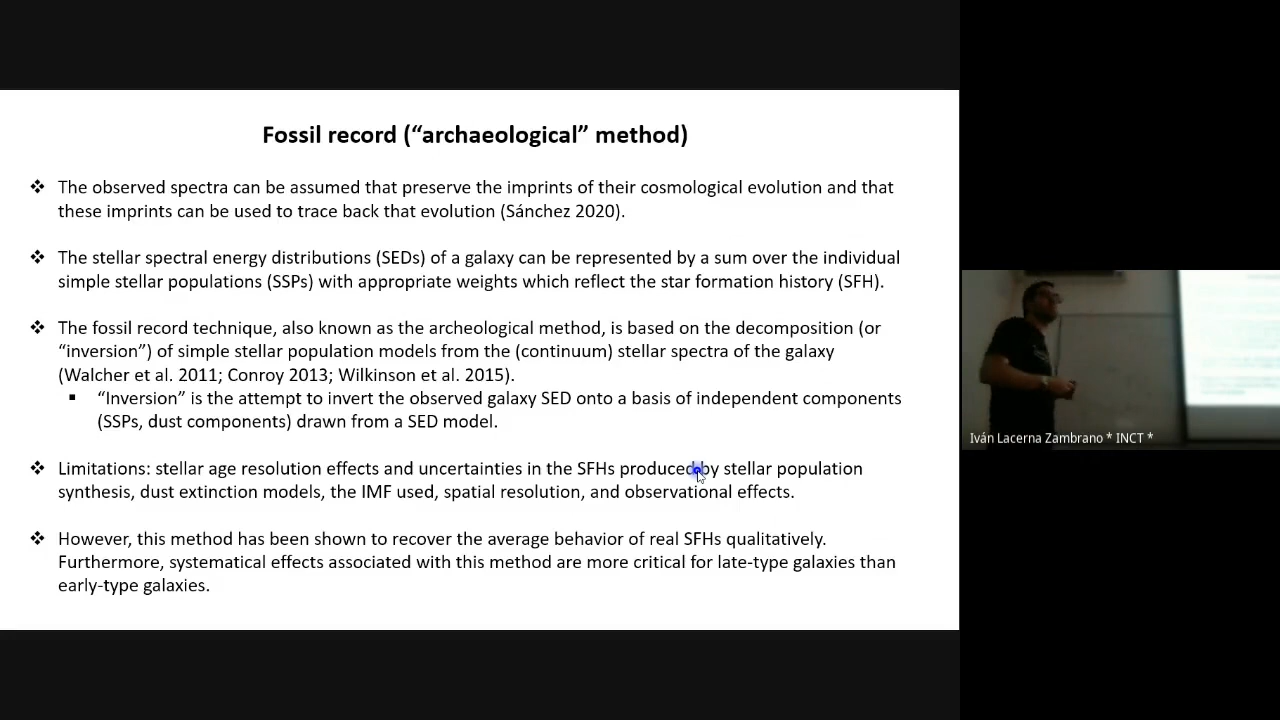 Fossil record (“archaeological” method)
❖ The observed spectra can be assumed that preserve the imprints of their cosmological evolution and that
these imprints can be used to trace back that evolution (Sánchez 2020).
❖ The stellar spectral energy distributions (SEDs) of a galaxy can be represented by a sum over the individual
simple stellar populations (SSPs) with appropriate weights which reflect the star formation history (SFH).
❖ The fossil record technique, also known as the archeological method, is based on the decomposition (or
“inversion”) of simple stellar population models from the (continuum) stellar spectra of the galaxy
(Walcher et al. 2011; Conroy 2013; Wilkinson et al. 2015).
▪ “Inversion” is the attempt to invert the observed galaxy SED onto a basis of independent components
(SSPs, dust components) drawn from a SED model.
❖ Limitations: stellar age resolution effects and uncertainties in the SFHs produced by stellar population
synthesis, dust extinction models, the IMF used, spatial resolution, and observational effects.
❖ However, this method has been shown to recover the average behavior of real SFHs qualitatively.
Furthermore, systematical effects associated with this method are more critical for late-type galaxies than
early-type galaxies.
Iván Lacerna Zambrano * INCT *